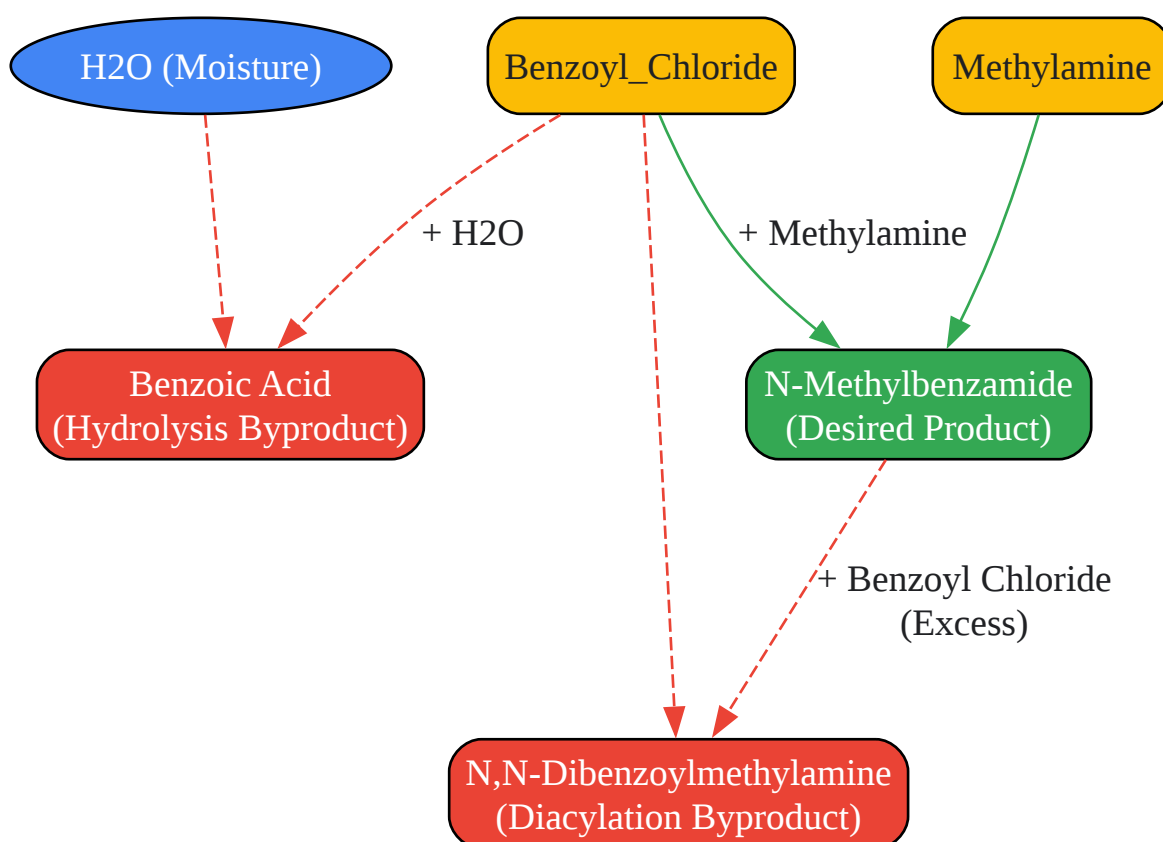 H2O (Moisture)
Benzoyl_Chloride
Methylamine
+ H2O
+ Methylamine
Benzoic Acid
(Hydrolysis Byproduct)
N-Methylbenzamide
(Desired Product)
+ Benzoyl Chloride
(Excess)
N,N-Dibenzoylmethylamine
(Diacylation Byproduct)